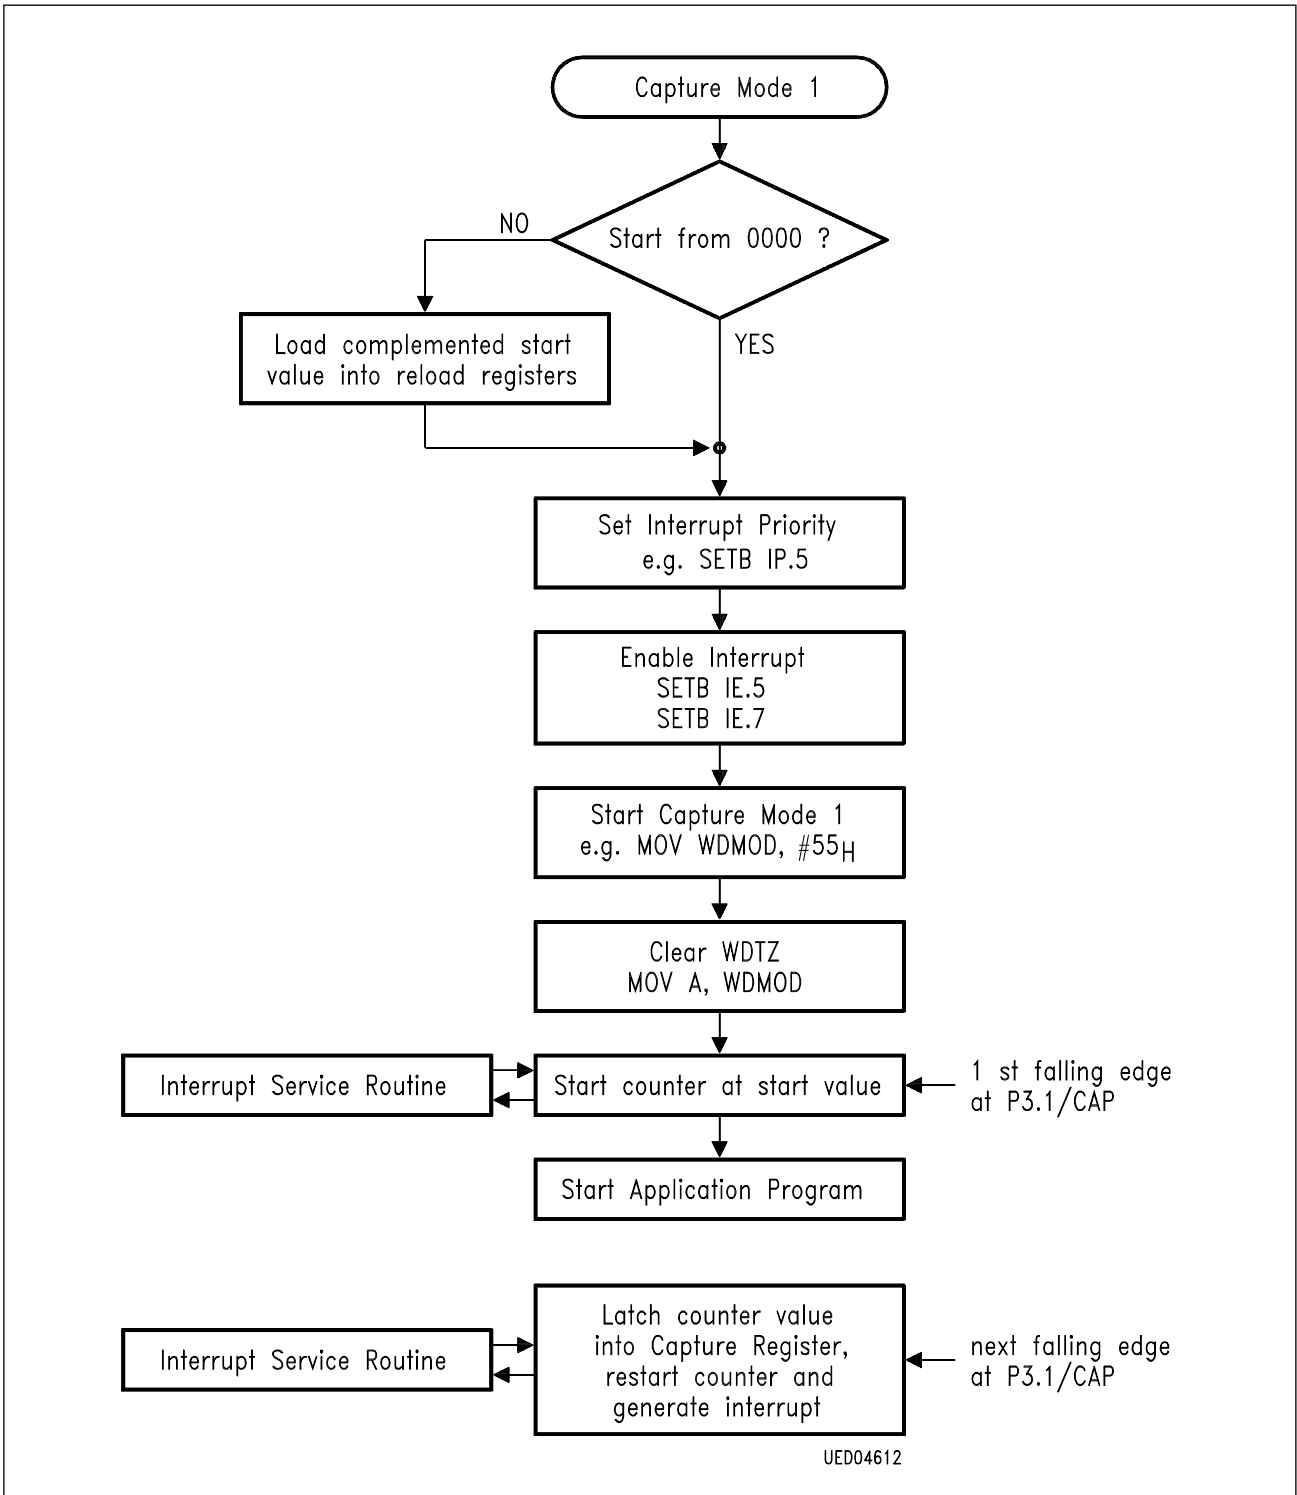 Capture Mode 1
Start from 0000 ?
NO
YES
Load complemented start
value into reload registers
Set Interrupt Priority
e.g. SETB IP.5
Enable Interrupt
SETB IE.5
SETB IE.7
Start Capture Mode 1
e.g. MOV WDMOD, #55H
Clear WDTZ
MOV A, WDMOD
Interrupt Service Routine
Start counter at start value
1 st falling edge
at P3.1/CAP
Start Application Program
Interrupt Service Routine
Latch counter value
into Capture Register,
restart counter and
generate interrupt
next falling edge
at P3.1/CAP
UED04612